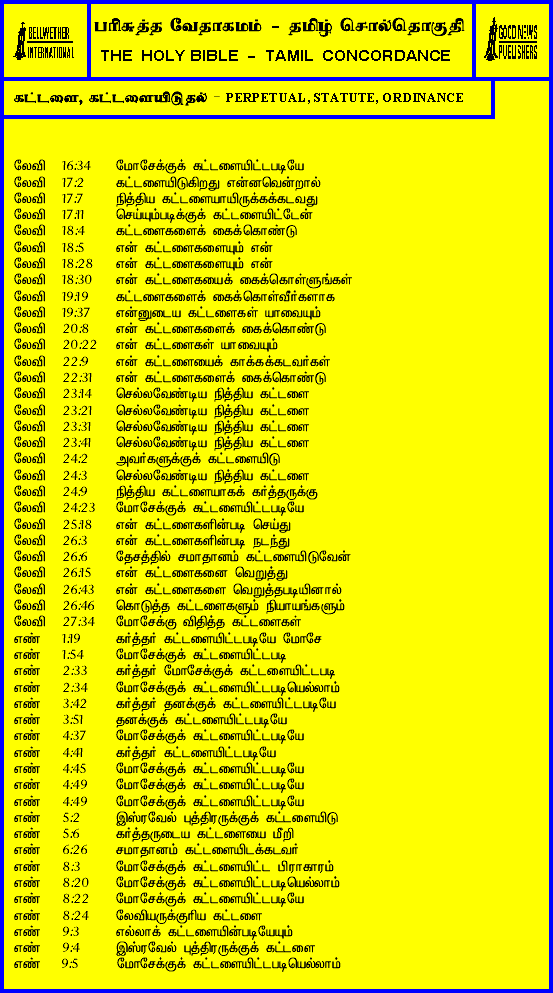 BELLWETHER
INTERNATIONAL
பரிசுத்த வேதாகமம் - தமிழ் சொல்தொகுதி
THE HOLY BIBLE - TAMIL CONCORDANCE
GOOD NEWS
PUBLISHERS
கட்டளை, கட்டளையிடுதல் - PERPETUAL, STATUTE, ORDINANCE
லேவி 16:34 மோசேக்குக் கட்டளையிட்டபடியே
லேவி 17:2 கட்டளையிடுகிறது என்னவென்றால்
லேவி 17:7 நித்திய கட்டளையாயிருக்கக்கடவது
லேவி 17:11 செய்யும்படிக்குக் கட்டளையிட்டேன்
லேவி 18:4 கட்டளைகளைக் கைக்கொண்டு
லேவி 18:5 என் கட்டளைகளையும் என்
லேவி 18:28 என் கட்டளைகளையும் என்
லேவி 18:30 என் கட்டளைகயைக் கைக்கொள்ளுங்கள்
லேவி 19:19 கட்டளைகளைக் கைக்கொள்வீர்களாக
லேவி 19:37 என்னுடைய கட்டளைகள் யாவையும்
லேவி 20:8 என் கட்டளைகளைக் கைக்கொண்டு
லேவி 20:22 என் கட்டளைகள் யாவையும்
லேவி 22:9 என் கட்டளையைக் காக்கக்கடவர்கள்
லேவி 22:31 என் கட்டளைகளைக் கைக்கொண்டு
லேவி 23:14 செல்லவேண்டிய நித்திய கட்டளை
லேவி 23:21 செல்லவேண்டிய நித்திய கட்டளை
லேவி 23:31 செல்லவேண்டிய நித்திய கட்டளை
லேவி 23:41 செல்லவேண்டிய நித்திய கட்டளை
லேவி 24:2 அவர்களுக்குக் கட்டளையிடு
லேவி 24:3 செல்லவேண்டிய நித்திய கட்டளை
லேவி 24:9 நித்திய கட்டளையாகக் கர்த்தருக்கு
லேவி 24:23 மோசேக்குக் கட்டளையிட்டபடியே
லேவி 25:18 என் கட்டளைகளின்படி செய்து
லேவி 26:3 என் கட்டளைகளின்படி நடந்து
லேவி 26:6 தேசத்தில் சமாதானம் கட்டளையிடுவேன்
லேவி 26:15 என் கட்டளைகனை வெறுத்து
லேவி 26:43 என் கட்டளைகளை வெறுத்தபடியினால்
லேவி 26:46 கொடுத்த கட்டளைகளும் நியாயங்களும்
லேவி 27:34 மோசேக்கு விதித்த கட்டளைகள்
எண் 1:19 கர்த்தர் கட்டளையிட்டபடியே மோசே
எண் 1:54 மோசேக்குக் கட்டளையிட்டபடி
எண் 2:33 கர்த்தர் மோசேக்குக் கட்டளையிட்டபடி
எண் 2:34 மோசேக்குக் கட்டளையிட்டபடியெல்லாம்
எண் 3:42 கர்த்தர் தனக்குக் கட்டளையிட்டபடியே
எண் 3:51 தனக்குக் கட்டளையிட்டபடியே
எண் 4:37 மோசேக்குக் கட்டளையிட்டபடியே
எண் 4:41 கர்த்தர் கட்டளையிட்டபடியே
எண் 4:45 மோசேக்குக் கட்டளையிட்டபடியே
எண் 4:49 மோசேக்குக் கட்டளையிட்டபடியே
எண் 4:49 மோசேக்குக் கட்டளையிட்டபடியே
எண் 5:2 இஸ்ரவேல் புத்திரருக்குக் கட்டளையிடு
எண் 5:6 கர்த்தருடைய கட்டளையை மீறி
எண் 6:26 சமாதானம் கட்டளையிடக்கடவர்
எண் 8:3 மோசேக்குக் கட்டளையிட்ட பிராகாரம்
எண் 8:20 மோசேக்குக் கட்டளையிட்டபடியெல்லாம்
எண் 8:22 மோசேக்குக் கட்டளையிட்டபடியே
எண் 8:24 லேவியருக்குரிய கட்டளை
எண் 9:3 எல்லாக் கட்டளையின்படியேயும்
எண் 9:4 இஸ்ரவேல் புத்திரருக்குக் கட்டளை
எண் 9:5 மோசேக்குக் கட்டளையிட்டபடியெல்லாம்